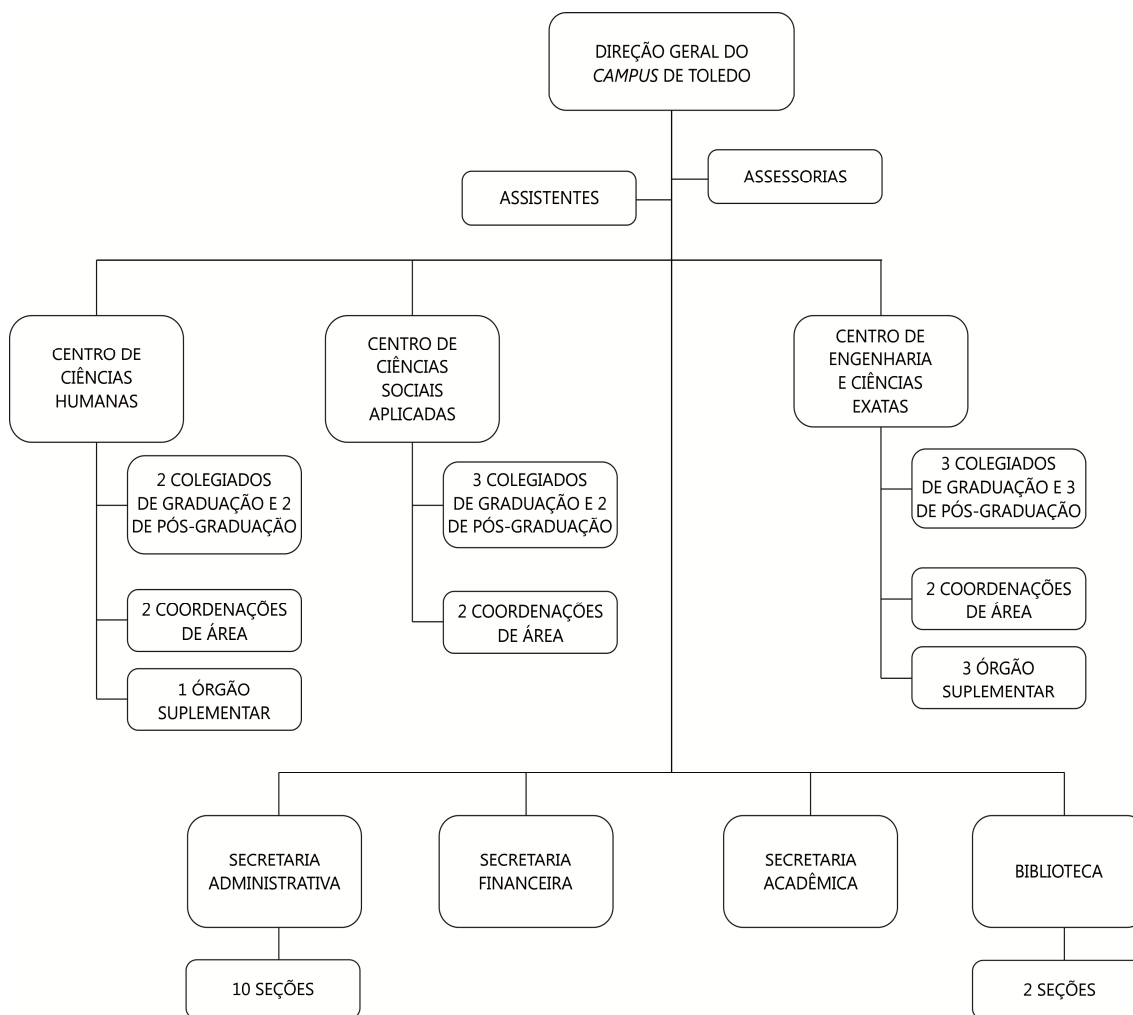 DIREÇÃO GERAL DO
CAMPUS DE TOLEDO
ASSESSORIAS
ASSISTENTES
CENTRO DE
CIÊNCIAS
HUMANAS
2 COLEGIADOS
DE GRADUAÇÃO E 2
DE PÓS-GRADUAÇÃO
2 COORDENAÇÕES
DE ÁREA
1 ÓRGÃO
SUPLEMENTAR
CENTRO DE
CIÊNCIAS
SOCIAIS
APLICADAS
3 COLEGIADOS
DE GRADUAÇÃO E 2
DE PÓS-GRADUAÇÃO
2 COORDENAÇÕES
DE ÁREA
CENTRO DE
ENGENHARIA
E CIÊNCIAS
EXATAS
3 COLEGIADOS
DE GRADUAÇÃO E 3
DE PÓS-GRADUAÇÃO
2 COORDENAÇÕES
DE ÁREA
3 ÓRGÃO
SUPLEMENTAR
SECRETARIA
ADMINISTRATIVA
10 SEÇÕES
SECRETARIA
FINANCEIRA
SECRETARIA
ACADÊMICA
BIBLIOTECA
2 SEÇÕES